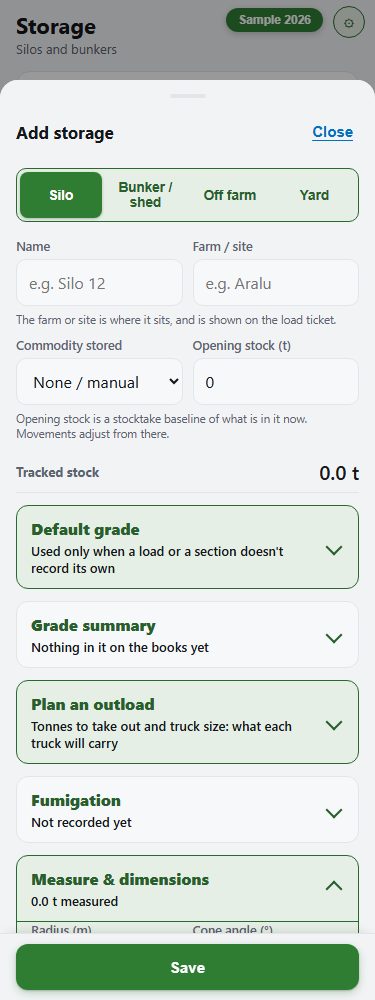 Storage
Silos and bunkers
Sample 2026
Add storage
Close
Silo
Bunker /
shed
Off farm
Yard
Name
Farm / site
e.g. Silo 12
e.g. Aralu
The farm or site is where it sits, and is shown on the load ticket.
Commodity stored
Opening stock (t)
None / manual
0
Opening stock is a stocktake baseline of what is in it now.
Movements adjust from there.
Tracked stock
0.0 t
Default grade
Used only when a load or a section doesn't
record its own
Grade summary
Nothing in it on the books yet
Plan an outload
Tonnes to take out and truck size: what each
truck will carry
Fumigation
Not recorded yet
Measure & dimensions
0.0 t measured
Radius (m)
Cone angle (°)
Save